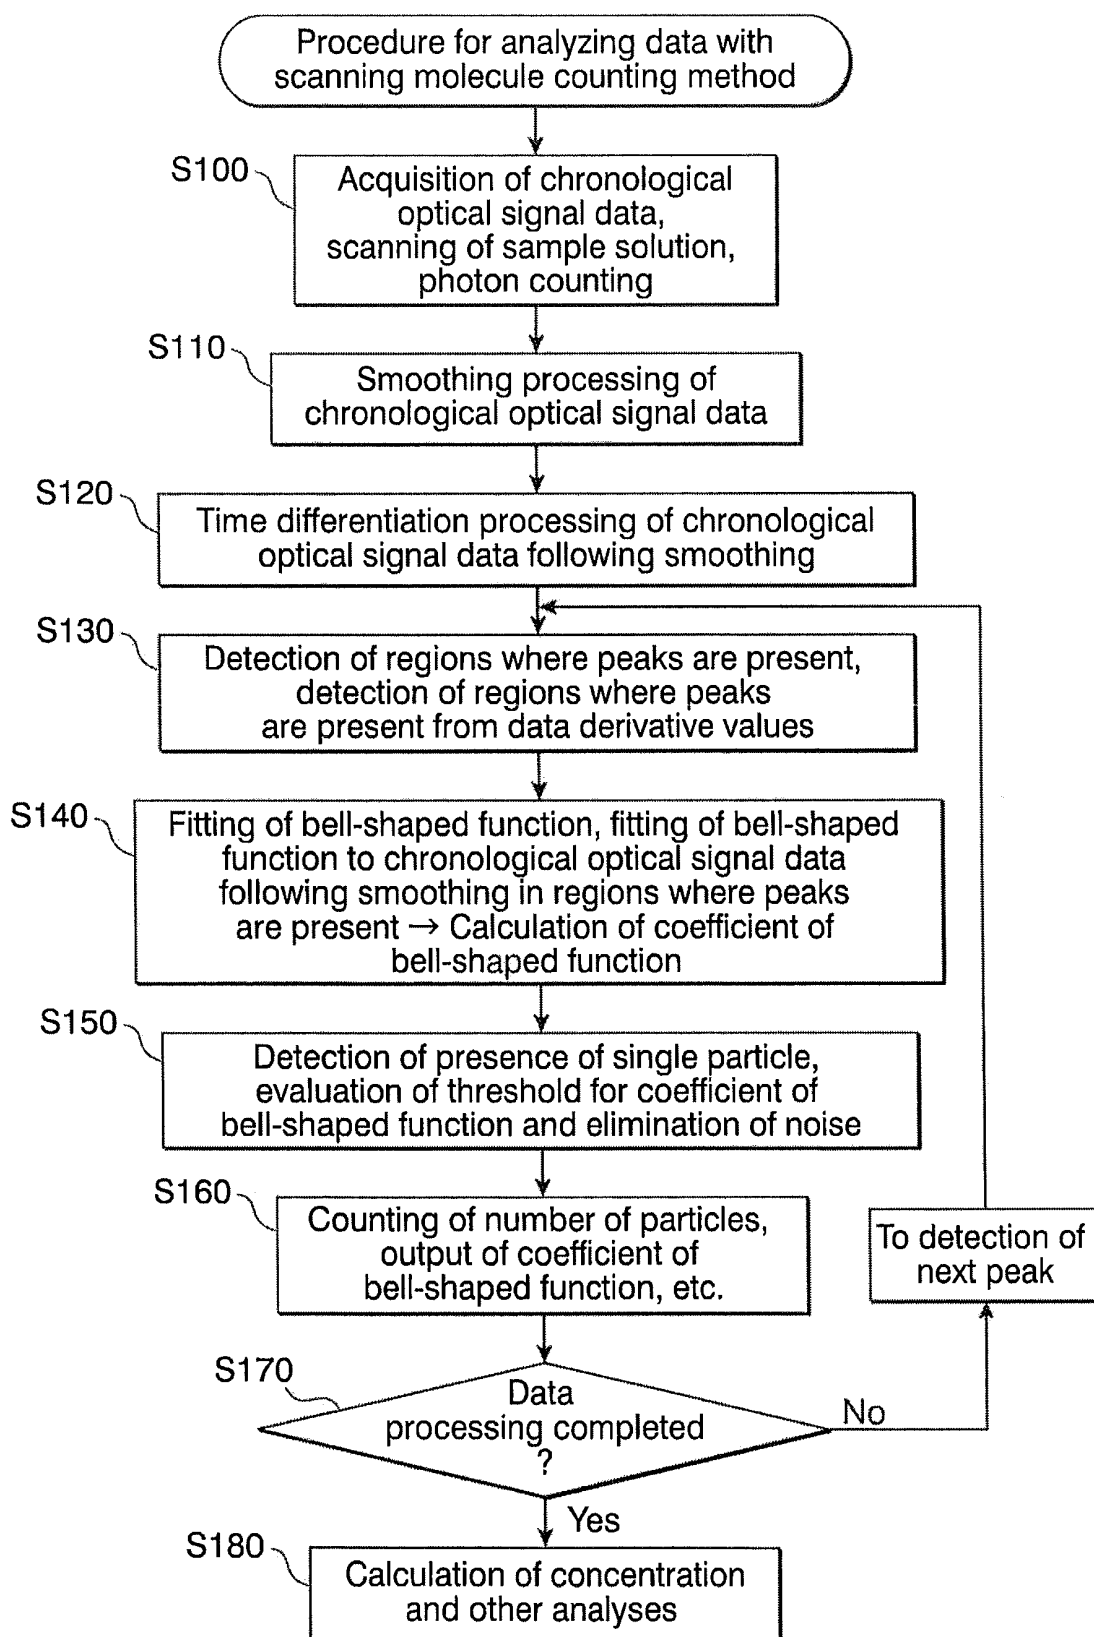 Procedure for analyzing data with
scanning molecule counting method
S100
Acquisition of chronological
optical signal data,
scanning of sample solution,
photon counting
S110
Smoothing processing of
chronological optical signal data
S120
Time differentiation processing of chronological
optical signal data following smoothing
S130
Detection of regions where peaks are present,
detection of regions where peaks
are present from data derivative values
S140
Fitting of bell-shaped function, fitting of bell-shaped
function to chronological optical signal data
following smoothing in regions where peaks
are present → Calculation of coefficient of
bell-shaped function
S150
Detection of presence of single particle,
evaluation of threshold for coefficient of
bell-shaped function and elimination of noise
S160
Counting of number of particles,
output of coefficient of
bell-shaped function, etc.
To detection of
next peak
S170
Data
processing completed
?
No
Yes
S180
Calculation of concentration
and other analyses